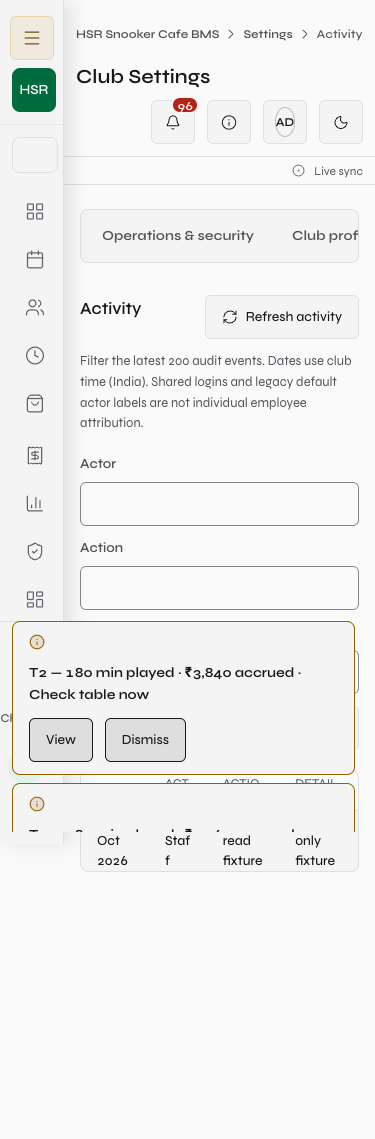 HSR Snooker Cafe BMS > Settings > Activity
HSR
Club Settings
96
AD
Live sync
Operations & security
Club prof
Activity
Refresh activity
Filter the latest 200 audit events. Dates use club
time (India). Shared logins and legacy default
actor labels are not individual employee
attribution.
Actor
Action
T2 — 180 min played · ₹3,840 accrued ·
Check table now
View
Dismiss
Oct
2026
Staf
f
read
fixture
only
fixture